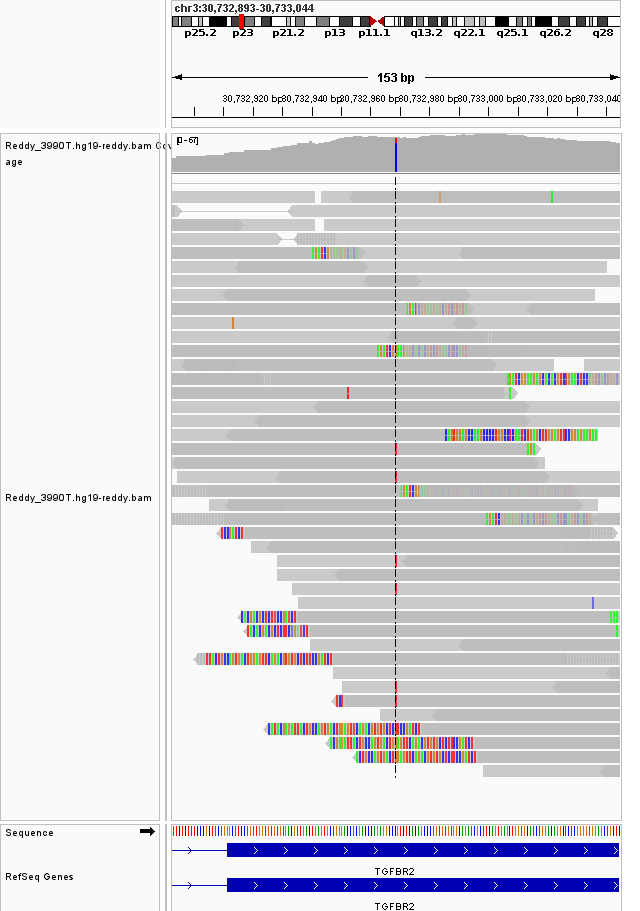 chr3:30,732,893-30,733,044
p25.2 p23 p21.2 p13 p11.1 q13.2 q22.1 q25.1 q26.2 q28
153 bp
30,732,920 bp 30,732,940 bp 30,732,960 bp 30,732,980 bp 30,733,000 bp 30,733,020 bp 30,733,040
Reddy_3990T.hg19-reddy.bam Cov
age
[0-67]
Reddy_3990T.hg19-reddy.bam
Sequence
RefSeq Genes
TGFBR2
TGFBR2